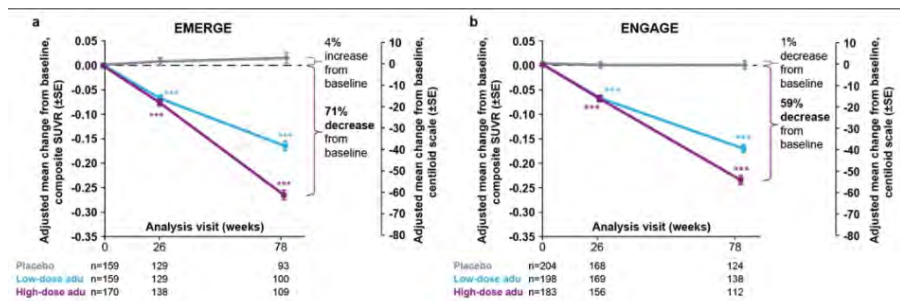 a
EMERGE
Adjusted mean change from baseline,
composite SUVR (±SE)
0.05
0.00
-0.05
-0.10
-0.15
-0.20
-0.25
-0.30
-0.35
***
***
***
***
Analysis visit (weeks)
0
26
78
4%
increase
from
baseline
71%
decrease
from
baseline
10
0
-10
-20
-30
-40
-50
-60
-70
-80
Adjusted mean change from baseline,
centiloid scale (±SE)
Placebo n=159 129 93
Low-dose adu n=159 129 100
High-dose adu n=170 138 109
b
ENGAGE
Adjusted mean change from baseline,
composite SUVR (±SE)
0.05
0.00
-0.05
-0.10
-0.15
-0.20
-0.25
-0.30
-0.35
***
***
***
***
Analysis visit (weeks)
0
26
78
1%
decrease
from
baseline
59%
decrease
from
baseline
10
0
-10
-20
-30
-40
-50
-60
-70
-80
Adjusted mean change from baseline,
centiloid scale (±SE)
Placebo n=204 168 124
Low-dose adu n=198 169 138
High-dose adu n=183 156 112